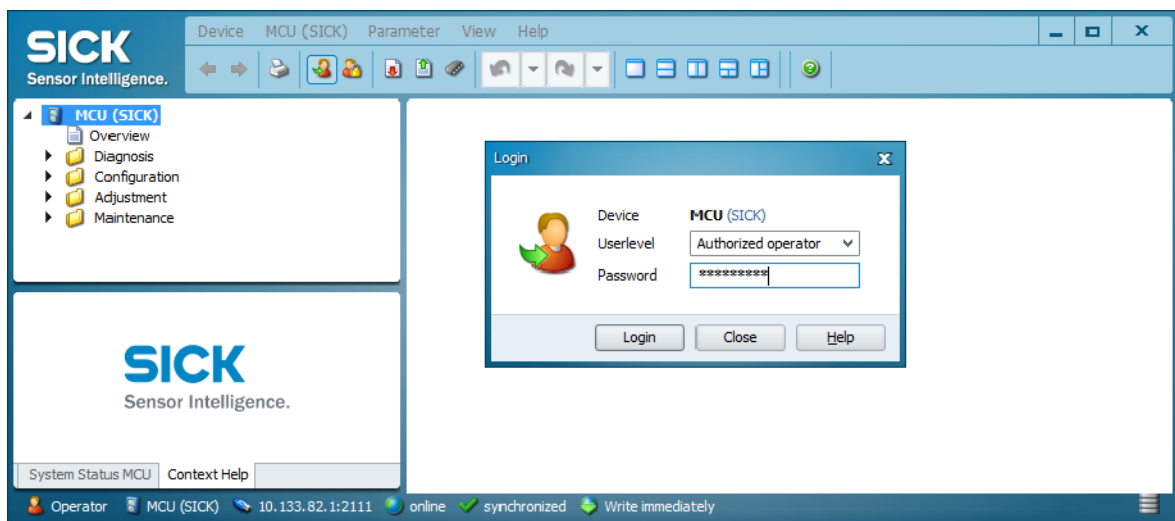 SICK
Sensor Intelligence.
Device MCU (SICK) Parameter View Help
MCU (SICK)
Overview
Diagnosis
Configuration
Adjustment
Maintenance
Login
Device MCU (SICK)
Userlevel Authorized operator
Password *********
Login Close Help
SICK
Sensor Intelligence.
System Status MCU Context Help
Operator MCU (SICK) 10.133.82.1:2111 online synchronized Write immediately